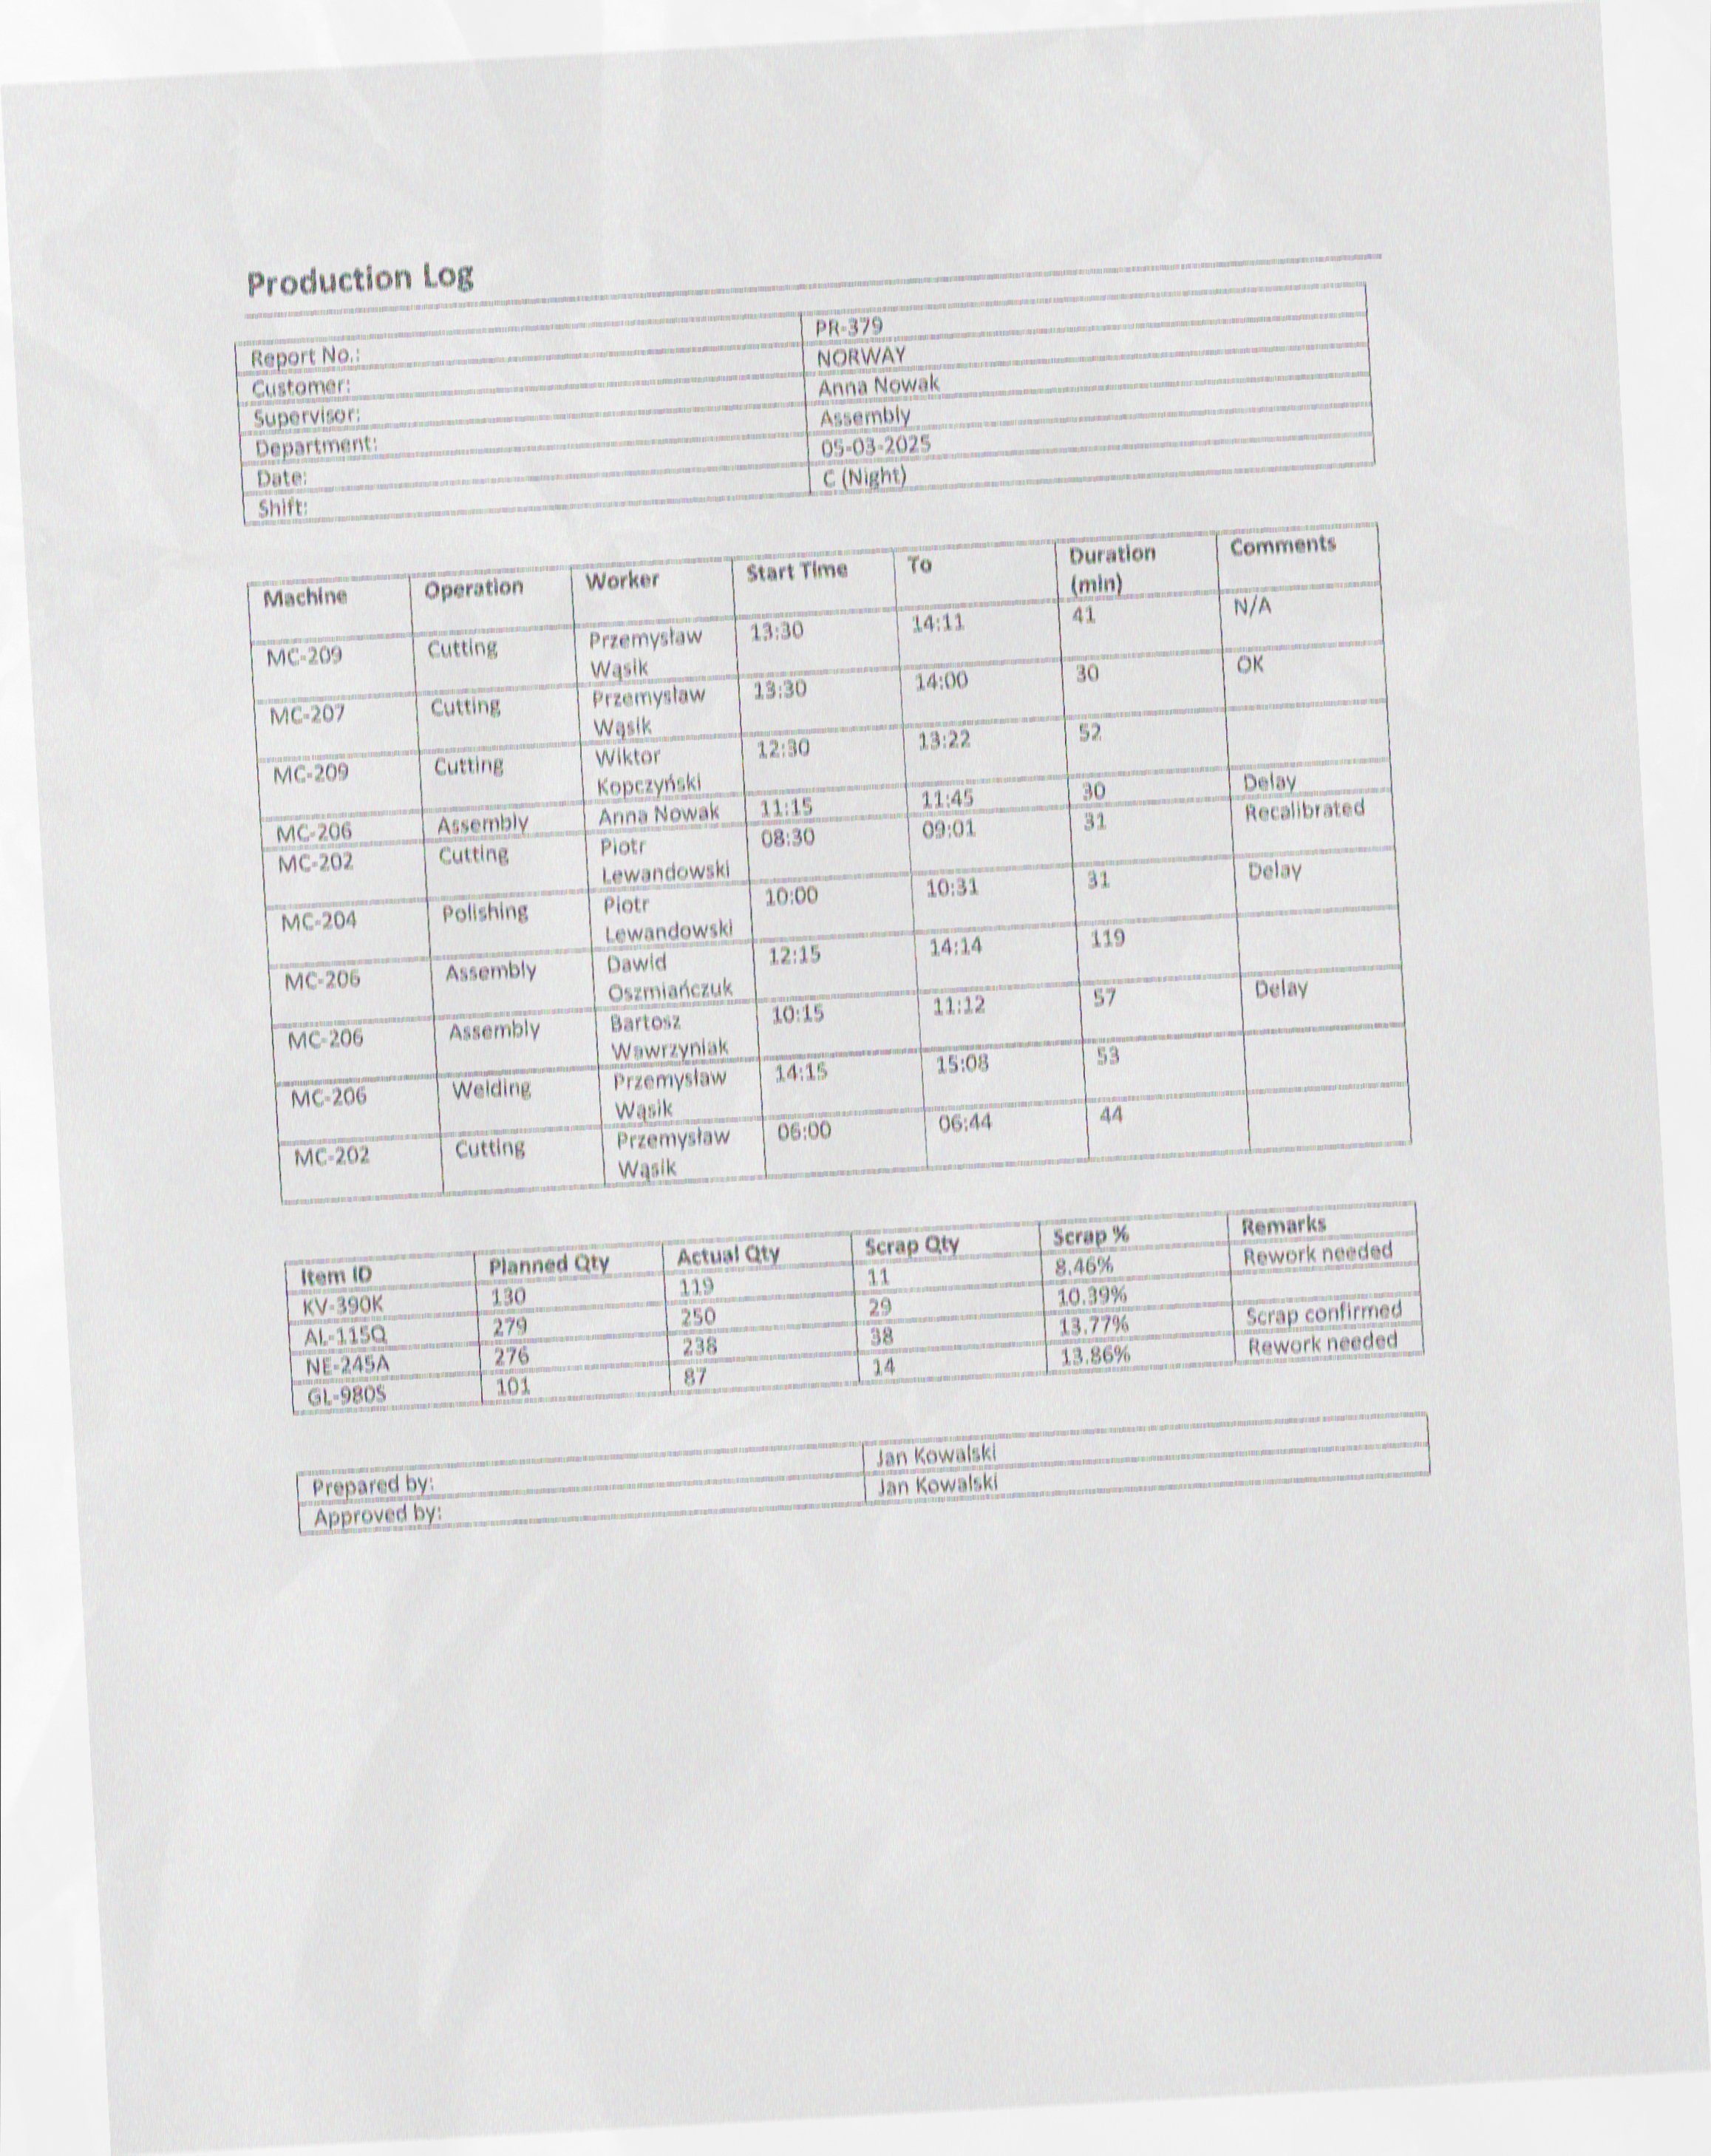 Production Log
Report No.: PR-379
Customer: NORWAY
Supervisor: Anna Nowak
Department: Assembly
Date: 05-03-2025
Shift: C (Night)
Machine Operation Worker Start Time To Duration (min) Comments
MC-209 Cutting Przemysław Wąsik 13:30 14:11 41 N/A
MC-207 Cutting Przemysław Wąsik 13:30 14:00 30 OK
MC-209 Cutting Wiktor Kopczyński 12:30 13:22 52
MC-206 Assembly Anna Nowak 11:15 11:45 30 Delay
MC-202 Cutting Piotr Lewandowski 08:30 09:01 31 Recalibrated
MC-204 Polishing Piotr Lewandowski 10:00 10:31 31 Delay
MC-206 Assembly Dawid Oszmiańczuk 12:15 14:14 119
MC-206 Assembly Bartosz Wawrzyniak 10:15 11:12 57 Delay
MC-206 Welding Przemysław Wąsik 14:15 15:08 53
MC-202 Cutting Przemysław Wąsik 06:00 06:44 44
Item ID Planned Qty Actual Qty Scrap Qty Scrap % Remarks
KV-390K 130 119 11 8.46% Rework needed
AL-115Q 279 250 29 10.39%
NE-245A 276 238 38 13.77% Scrap confirmed
GL-980S 101 87 14 13.86% Rework needed
Prepared by: Jan Kowalski
Approved by: Jan Kowalski